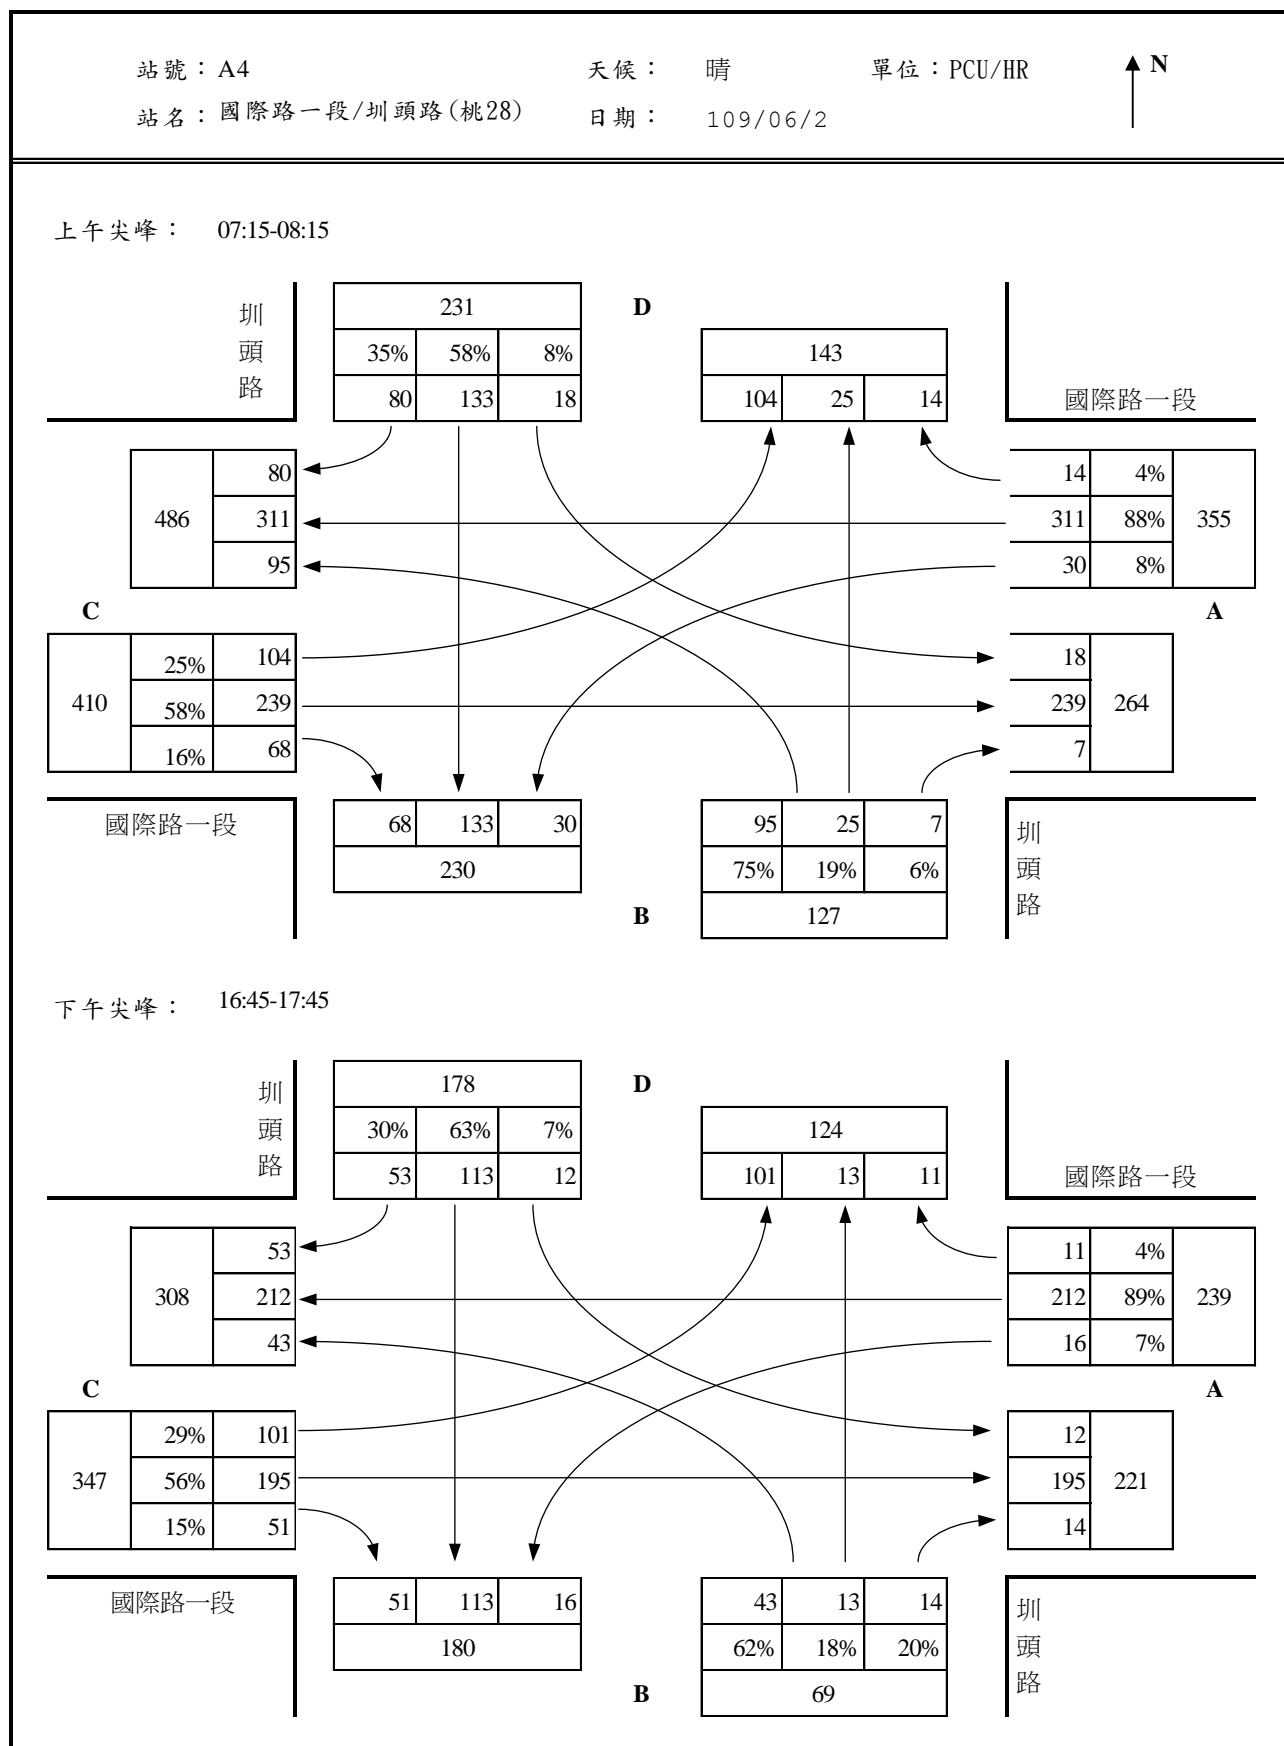 站號：A4 天候： 晴 單位：PCU/HR N
站名：國際路一段/圳頭路(桃28) 日期： 109/06/2
上午尖峰： 07:15-08:15
圳頭路
231
35% 58% 8%
80 133 18
D
143
104 25 14
國際路一段
80
486 311
95
14 4%
311 88% 355
30 8%
C
A
25% 104
410 58% 239
16% 68
18
239 264
7
國際路一段
68 133 30
230
B
95 25 7
75% 19% 6%
127
圳頭路
下午尖峰： 16:45-17:45
圳頭路
178
30% 63% 7%
53 113 12
D
124
101 13 11
國際路一段
53
308 212
43
11 4%
212 89% 239
16 7%
C
A
29% 101
347 56% 195
15% 51
12
195 221
14
國際路一段
51 113 16
180
B
43 13 14
62% 18% 20%
69
圳頭路